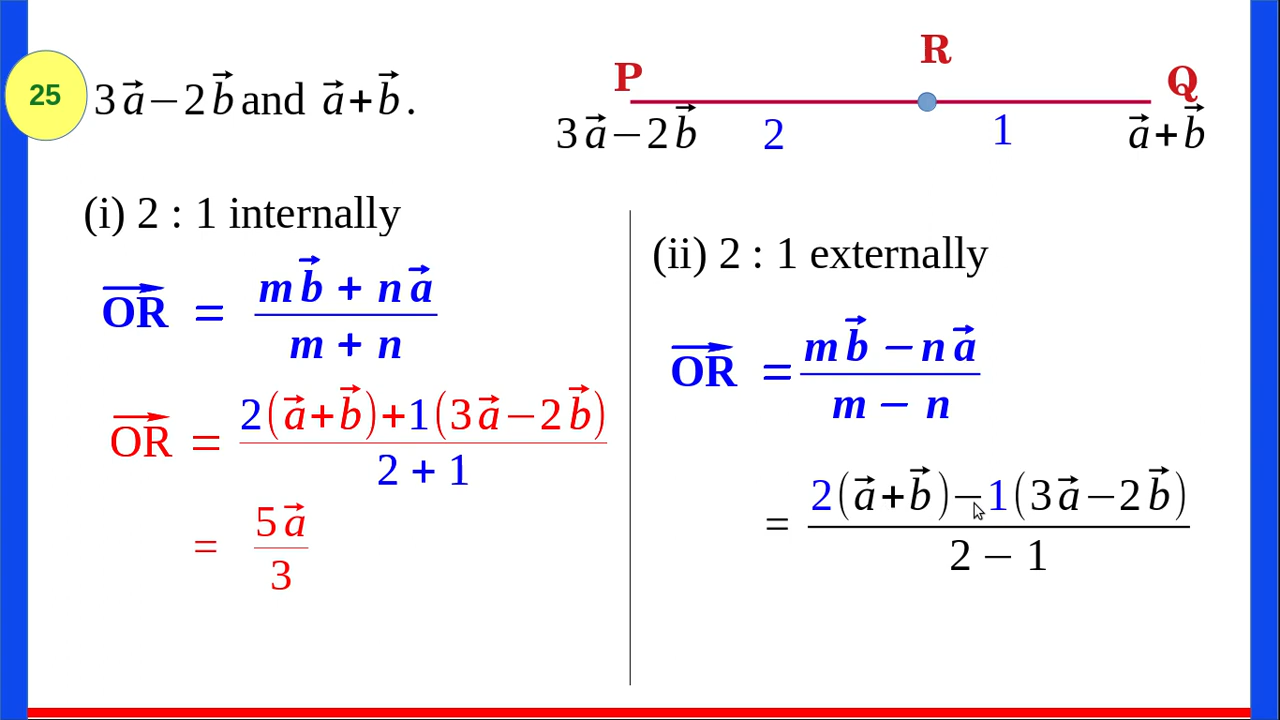 25
3a⃗ − 2b⃗ and a⃗ + b⃗ .
P R Q
3a⃗ − 2b⃗ 2 1 a⃗ + b⃗
(i) 2 : 1 internally
OR⃗ = (mb⃗ + na⃗) / (m + n)
OR⃗ = (2(a⃗+b⃗)+1(3a⃗−2b⃗)) / (2 + 1)
= 5a⃗ / 3
(ii) 2 : 1 externally
OR⃗ = (mb⃗ − na⃗) / (m − n)
= (2(a⃗+b⃗)−1(3a⃗−2b⃗)) / (2 − 1)